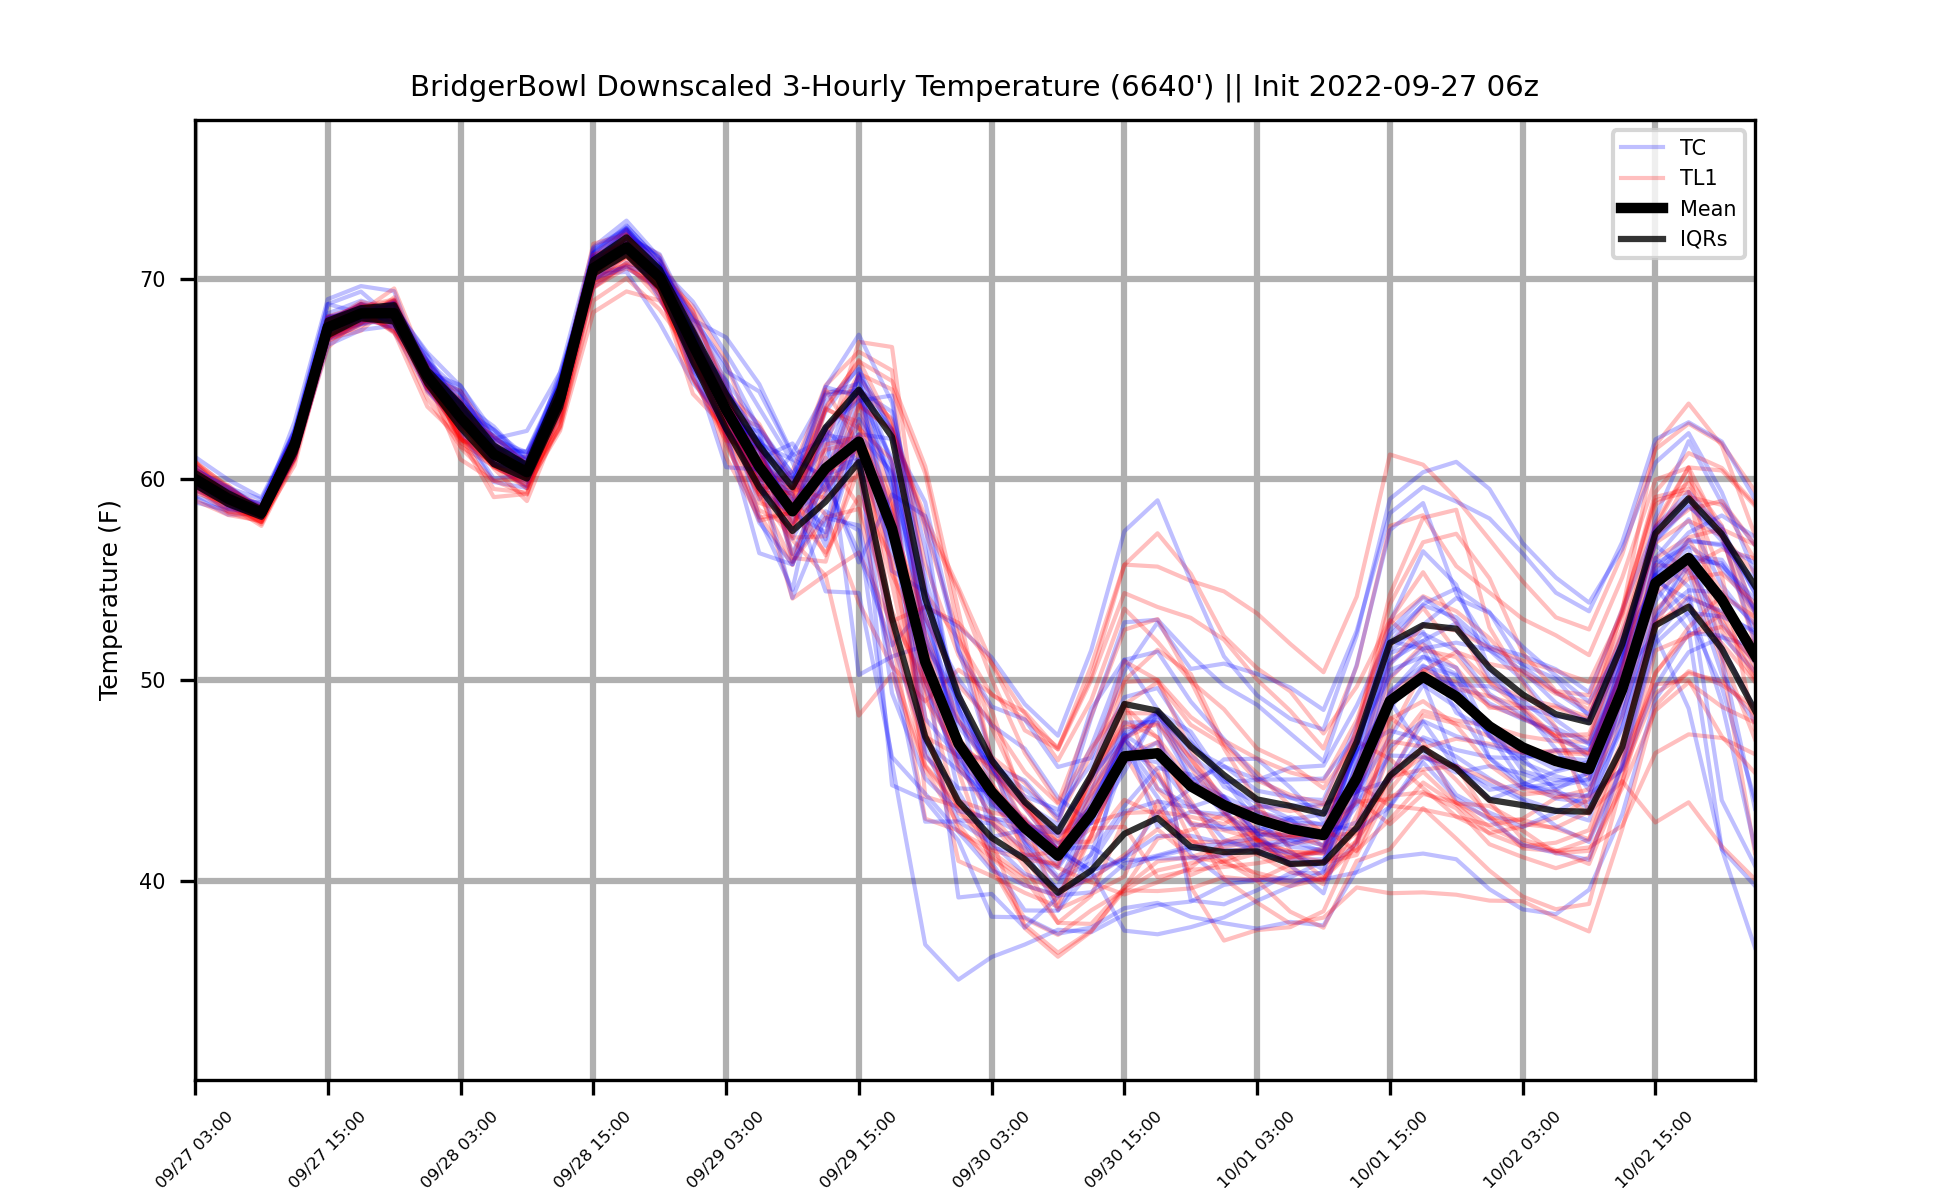 BridgerBowl Downscaled 3-Hourly Temperature (6640') || Init 2022-09-27 06z
TC
TL1
Mean
IQRs
Temperature (F)
70
60
50
40
09/27 03:00
09/27 15:00
09/28 03:00
09/28 15:00
09/29 03:00
09/29 15:00
09/30 03:00
09/30 15:00
10/01 03:00
10/01 15:00
10/02 03:00
10/02 15:00